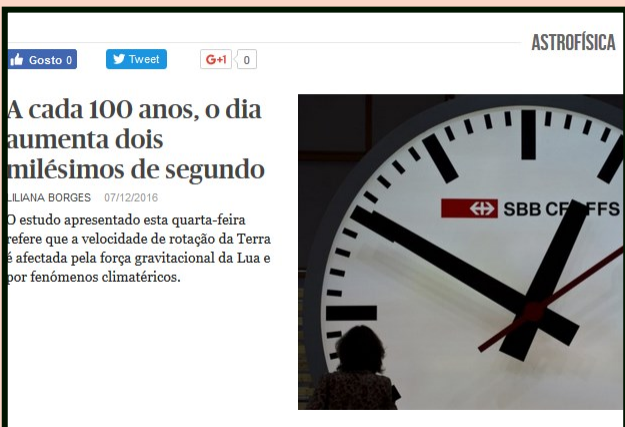 ASTROFÍSICA
Gosto 0
Tweet
G+1 0
A cada 100 anos, o dia
aumenta dois
milésimos de segundo
LILIANA BORGES 07/12/2016
O estudo apresentado esta quarta-feira
refere que a velocidade de rotação da Terra
é afectada pela força gravitacional da Lua e
por fenómenos climatéricos.
SBB CFF FFS